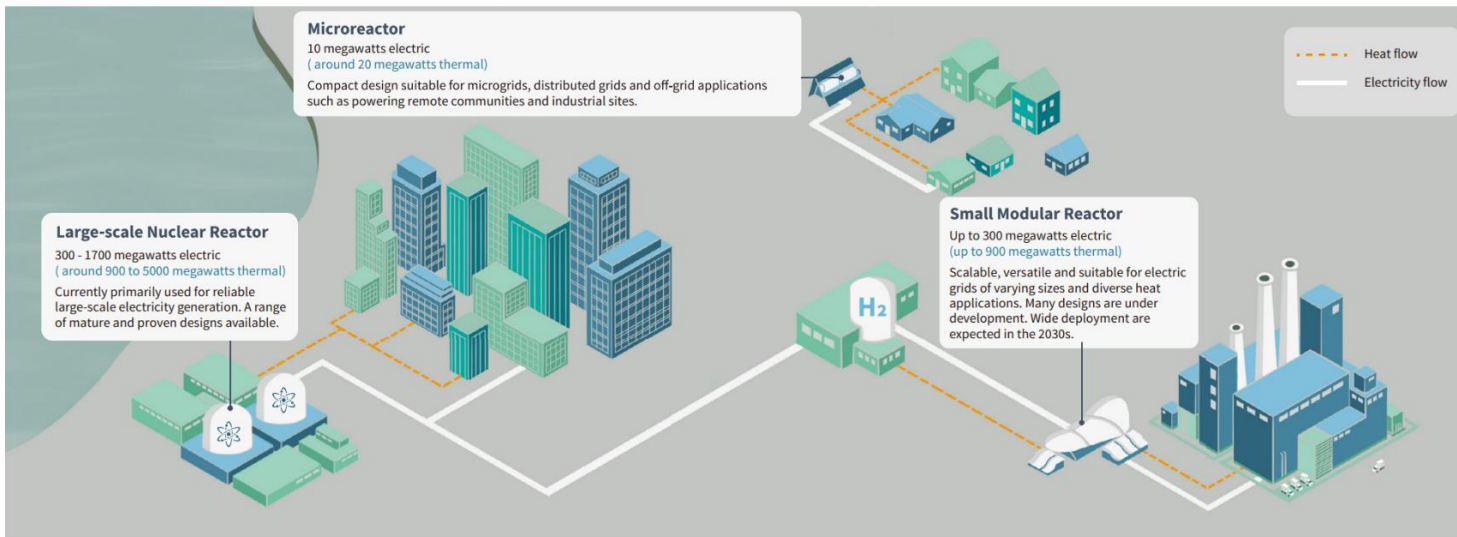 Microreactor
10 megawatts electric
( around 20 megawatts thermal)
Compact design suitable for microgrids, distributed grids and off-grid applications
such as powering remote communities and industrial sites.
Heat flow
Electricity flow
Large-scale Nuclear Reactor
300 - 1700 megawatts electric
( around 900 to 5000 megawatts thermal)
Currently primarily used for reliable
large-scale electricity generation. A range
of mature and proven designs available.
Small Modular Reactor
Up to 300 megawatts electric
(up to 900 megawatts thermal)
Scalable, versatile and suitable for electric
grids of varying sizes and diverse heat
applications. Many designs are under
development. Wide deployment are
expected in the 2030s.
H2